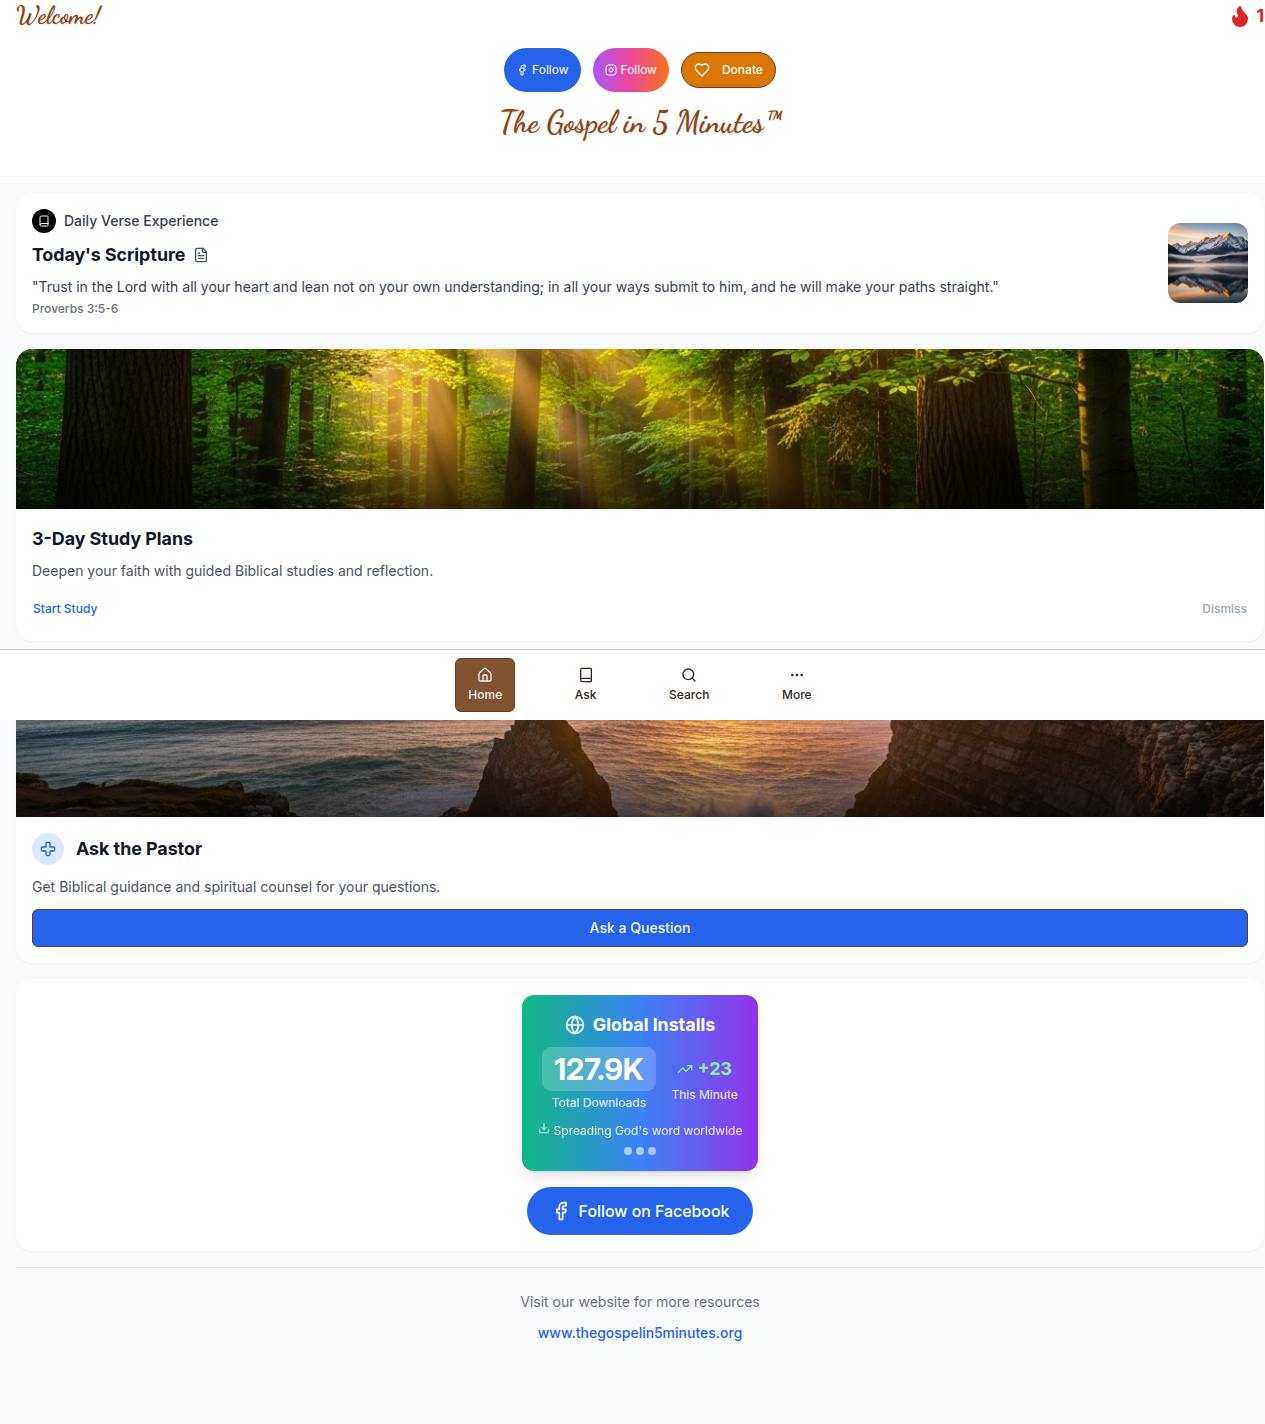 Welcome!
1
Follow
Follow
Donate
The Gospel in 5 Minutes™
Daily Verse Experience
Today's Scripture
"Trust in the Lord with all your heart and lean not on your own understanding; in all your ways submit to him, and he will make your paths straight."
Proverbs 3:5-6
3-Day Study Plans
Deepen your faith with guided Biblical studies and reflection.
Start Study
Dismiss
Home
Ask
Search
More
Ask the Pastor
Get Biblical guidance and spiritual counsel for your questions.
Ask a Question
Global Installs
127.9K
+23
Total Downloads
This Minute
Spreading God's word worldwide
Follow on Facebook
Visit our website for more resources
www.thegospelin5minutes.org